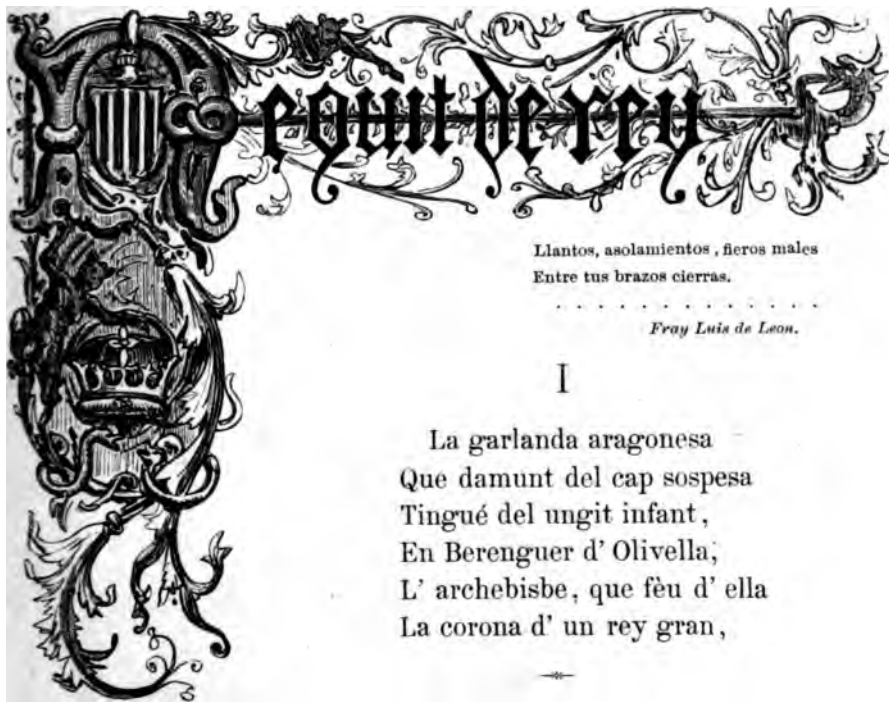 Requit de rey
Llantos, asolamientos, fieros males
Entre tus brazos cierras.
. . . . . . . . . . . . .
Fray Luis de Leon.
I
La garlanda aragonesa
Que damunt del cap sospesa
Tingué del ungit infant,
En Berenguer d' Olivella,
L' archebisbe, que fèu d' ella
La corona d' un rey gran,